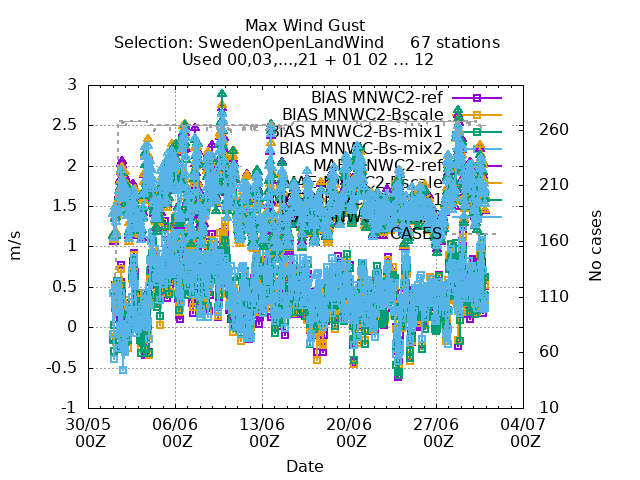 Max Wind Gust
Selection: SwedenOpenLandWind 67 stations
Used 00,03,...,21 + 01 02 ... 12
BIAS MNWC2-ref
BIAS MNWC2-Bscale
BIAS MNWC2-Bs-mix1
BIAS MNWC-Bs-mix2
CASES
3
2.5
2
1.5
1
0.5
0
-0.5
-1
260
210
160
110
60
10
m/s
No cases
30/05 06/06 13/06 20/06 27/06 04/07
00Z 00Z 00Z 00Z 00Z 00Z
Date